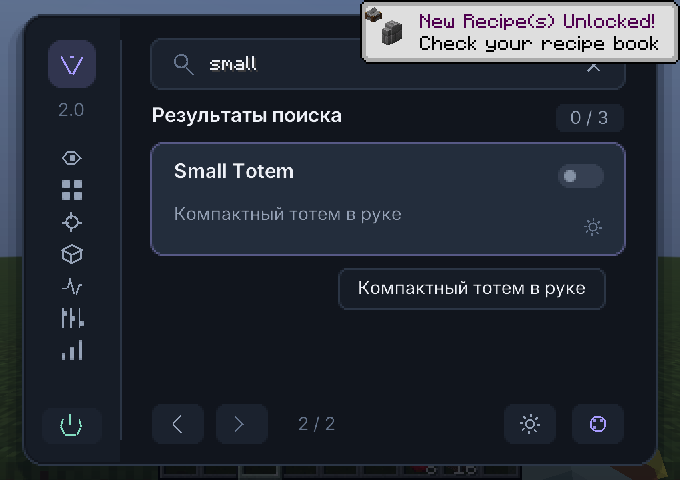 New Recipe(s) Unlocked!
Check your recipe book
small
2.0
Результаты поиска
0 / 3
Small Totem
Компактный тотем в руке
Компактный тотем в руке
2 / 2